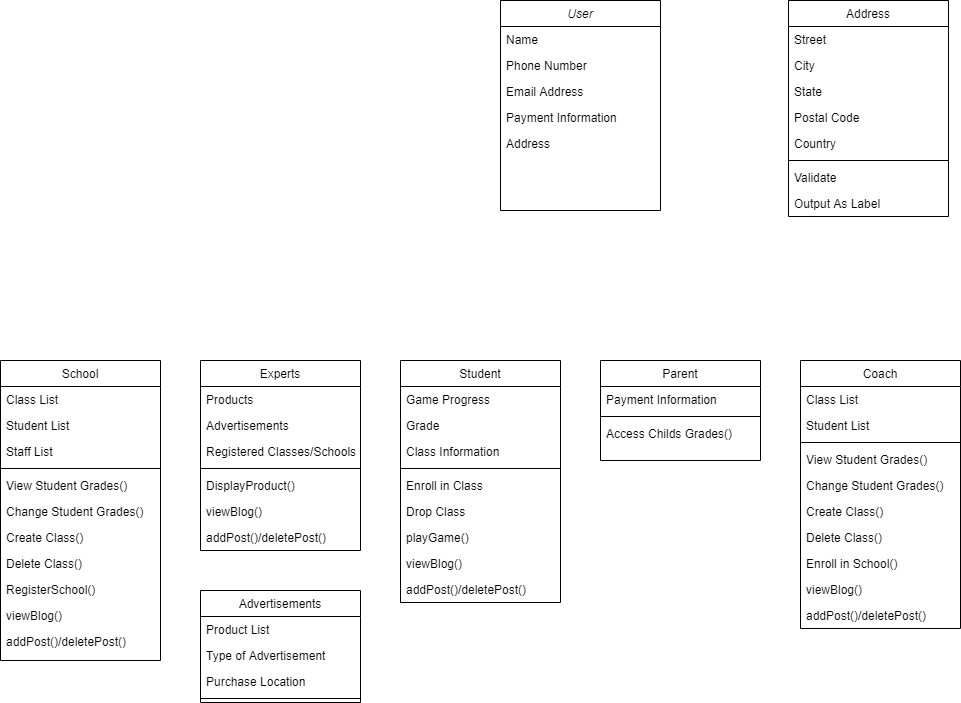 User
Name
Phone Number
Email Address
Payment Information
Address
Address
Street
City
State
Postal Code
Country
Validate
Output As Label
School
Class List
Student List
Staff List
View Student Grades()
Change Student Grades()
Create Class()
Delete Class()
RegisterSchool()
viewBlog()
addPost()/deletePost()
Experts
Products
Advertisements
Registered Classes/Schools
DisplayProduct()
viewBlog()
addPost()/deletePost()
Advertisements
Product List
Type of Advertisement
Purchase Location
Student
Game Progress
Grade
Class Information
Enroll in Class
Drop Class
playGame()
viewBlog()
addPost()/deletePost()
Parent
Payment Information
Access Childs Grades()
Coach
Class List
Student List
View Student Grades()
Change Student Grades()
Create Class()
Delete Class()
Enroll in School()
viewBlog()
addPost()/deletePost()